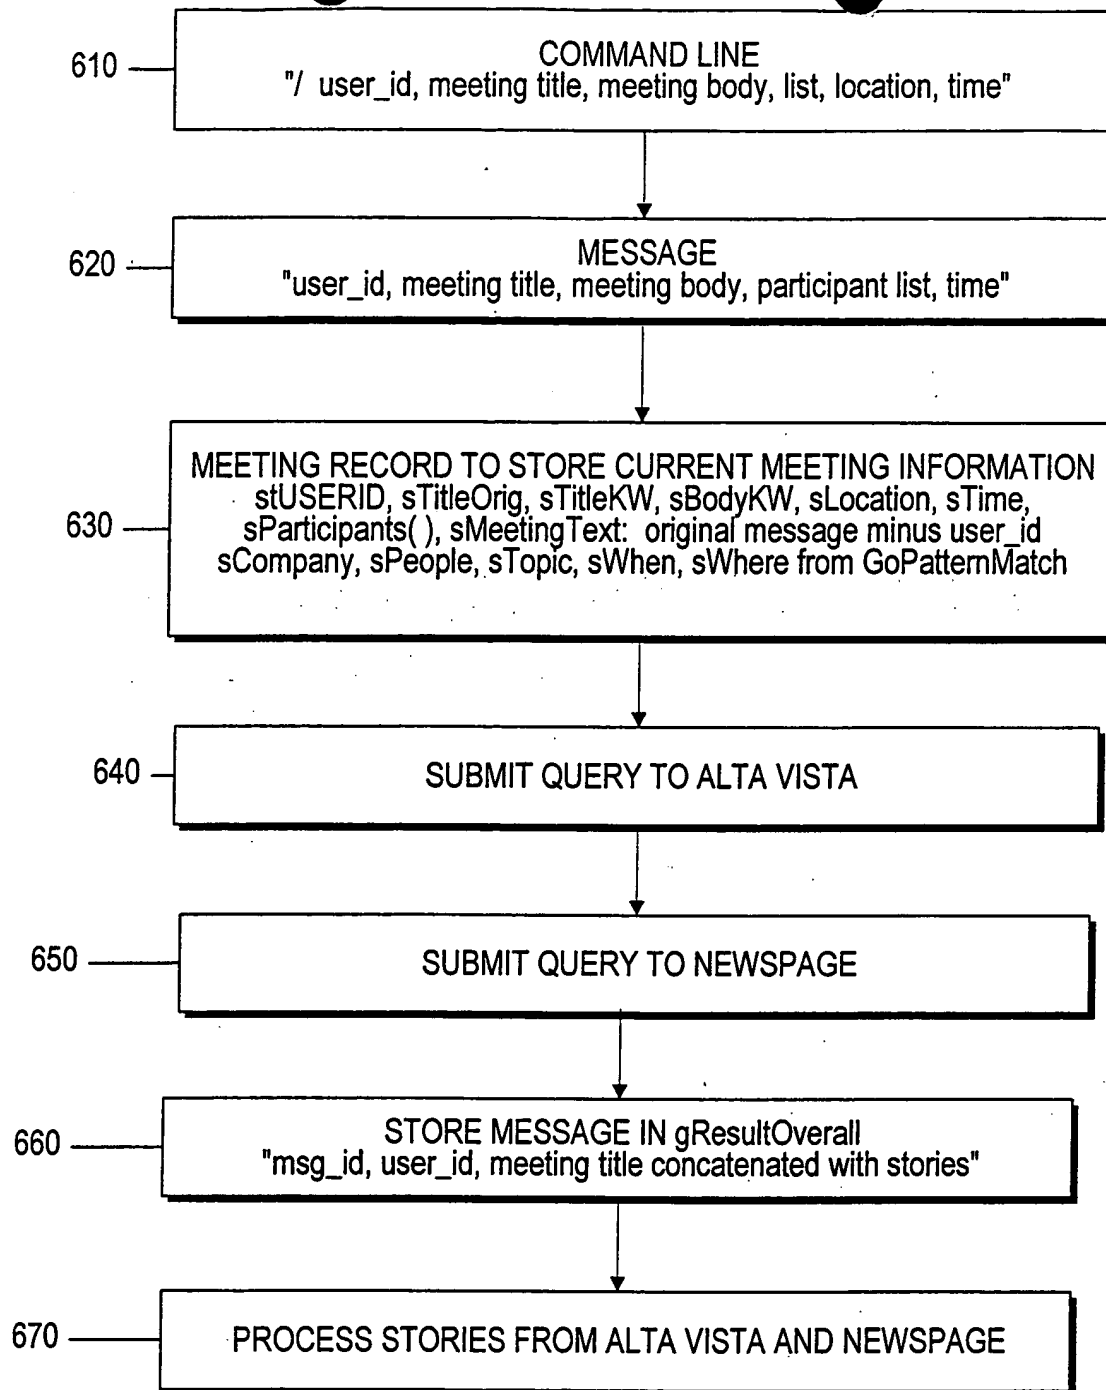 610
COMMAND LINE
"/ user_id, meeting title, meeting body, list, location, time"
620
MESSAGE
"user_id, meeting title, meeting body, participant list, time"
630
MEETING RECORD TO STORE CURRENT MEETING INFORMATION
stUSERID, sTitleOrig, sTitleKW, sBodyKW, sLocation, sTime,
sParticipants( ), sMeetingText: original message minus user_id
sCompany, sPeople, sTopic, sWhen, sWhere from GoPatternMatch
640
SUBMIT QUERY TO ALTA VISTA
650
SUBMIT QUERY TO NEWSPAGE
660
STORE MESSAGE IN gResultOverall
"msg_id, user_id, meeting title concatenated with stories"
670
PROCESS STORIES FROM ALTA VISTA AND NEWSPAGE